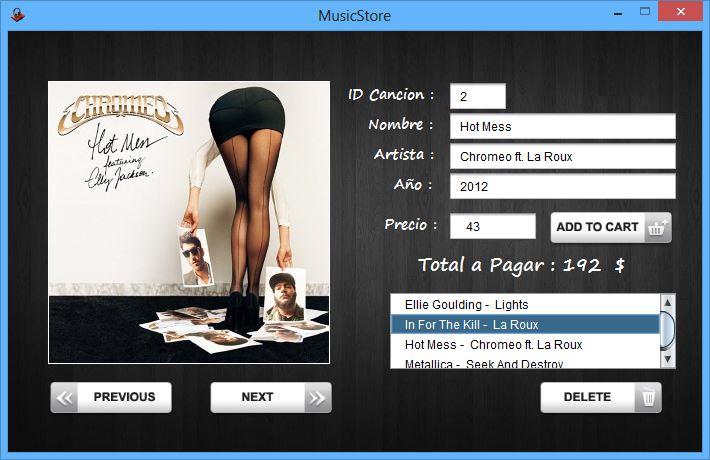 MusicStore
CHROMEO
Hot Mess
featuring
Elly Jackson.
ID Cancion : 2
Nombre : Hot Mess
Artista : Chromeo ft. La Roux
Año : 2012
Precio : 43 ADD TO CART
Total a Pagar : 192 $
Ellie Goulding - Lights
In For The Kill - La Roux
Hot Mess - Chromeo ft. La Roux
Metallica - Seek And Destroy
PREVIOUS NEXT DELETE